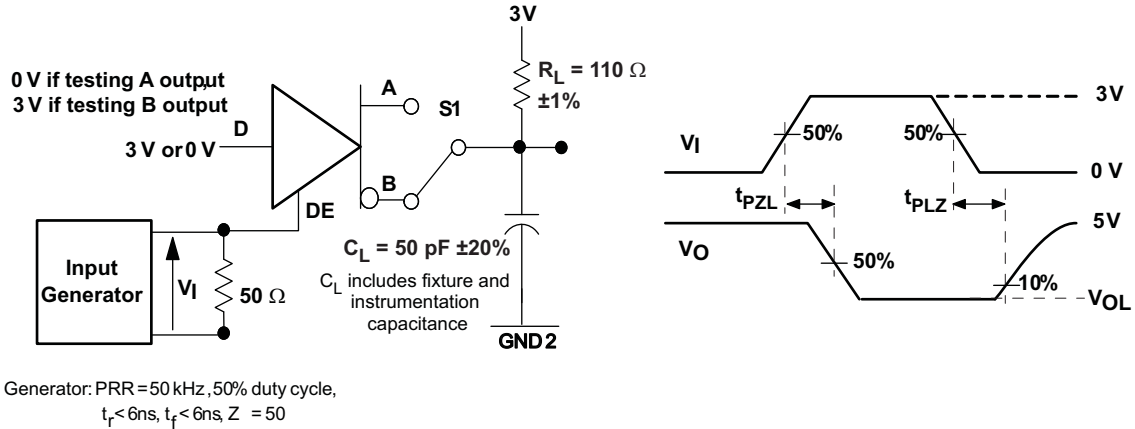 3V
R_L = 110 Ω
±1%
0 V if testing A output,
3 V if testing B output
A
S1
D
3 V or 0 V
B
DE
C_L = 50 pF ±20%
C_L includes fixture and
instrumentation
capacitance
Input
Generator
V_I
50 Ω
GND2
Generator: PRR=50 kHz, 50% duty cycle,
t_r< 6ns, t_f< 6ns, Z = 50
3V
V_I
50%
50%
0 V
t_PZL
t_PLZ
5V
V_O
50%
10%
V_OL